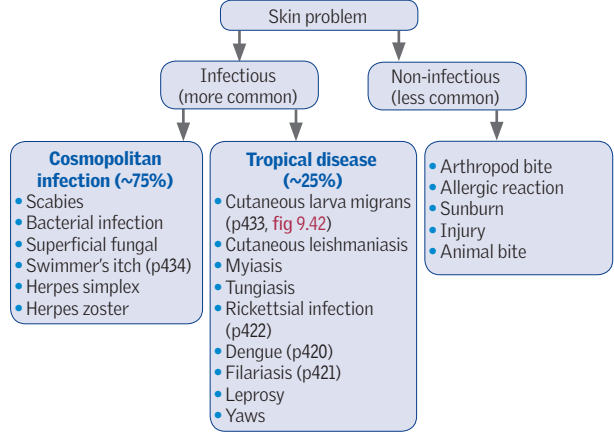 Skin problem
Infectious
(more common)
Non-infectious
(less common)
Cosmopolitan
infection (~75%)
• Scabies
• Bacterial infection
• Superficial fungal
• Swimmer's itch (p434)
• Herpes simplex
• Herpes zoster
Tropical disease
(~25%)
• Cutaneous larva migrans
(p433, fig 9.42)
• Cutaneous leishmaniasis
• Myiasis
• Tungiasis
• Rickettsial infection
(p422)
• Dengue (p420)
• Filariasis (p421)
• Leprosy
• Yaws
• Arthropod bite
• Allergic reaction
• Sunburn
• Injury
• Animal bite